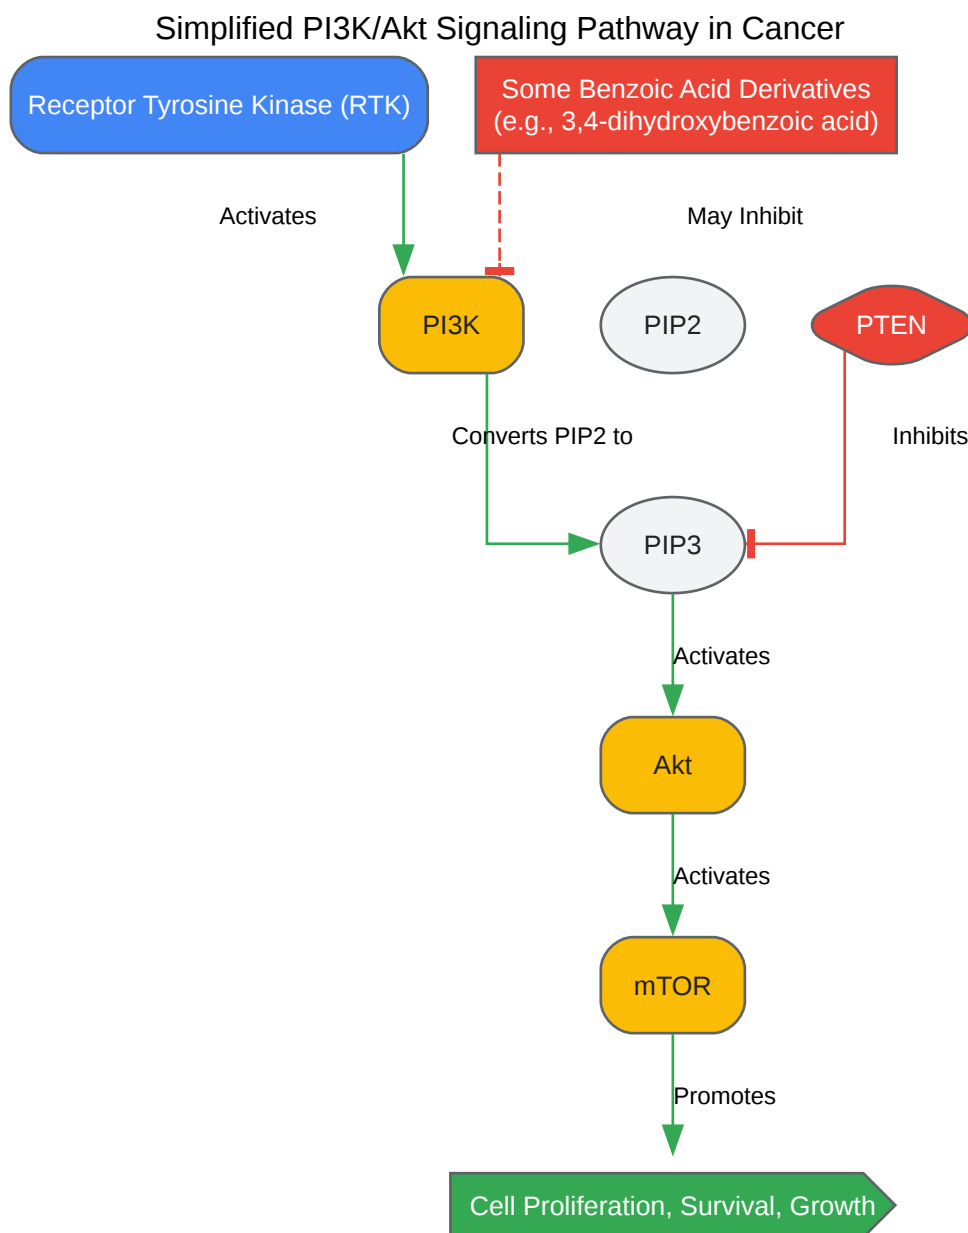 Simplified PI3K/Akt Signaling Pathway in Cancer
Receptor Tyrosine Kinase (RTK)
Some Benzoic Acid Derivatives
(e.g., 3,4-dihydroxybenzoic acid)
Activates
May Inhibit
PI3K
PIP2
PTEN
Converts PIP2 to
Inhibits
PIP3
Activates
Akt
Activates
mTOR
Promotes
Cell Proliferation, Survival, Growth